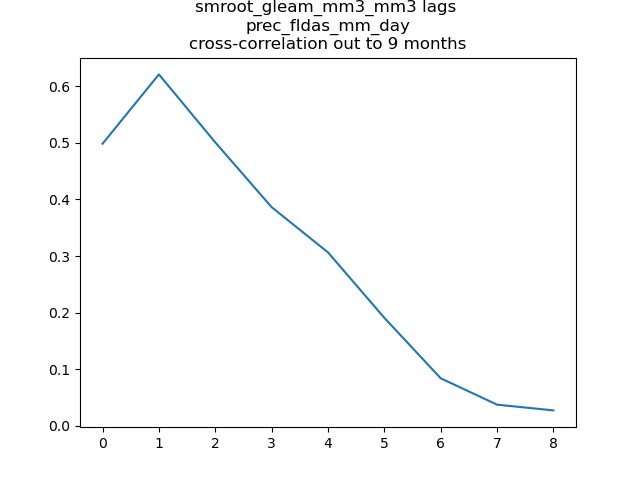 smroot_gleam_mm3_mm3 lags
prec_fldas_mm_day
cross-correlation out to 9 months
0.6
0.5
0.4
0.3
0.2
0.1
0.0
0 1 2 3 4 5 6 7 8